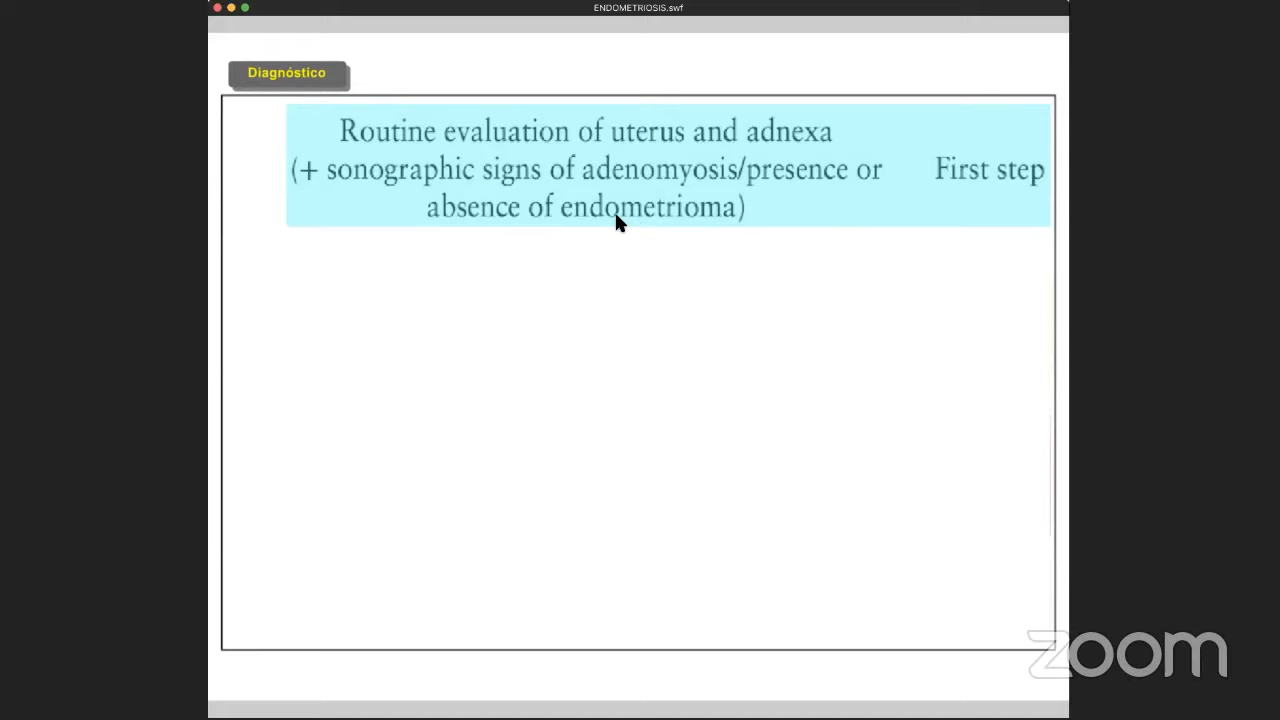 ENDOMETRIOSIS.swf
Diagnóstico
Routine evaluation of uterus and adnexa
(+ sonographic signs of adenomyosis/presence or
absence of endometrioma)
First step
zoom